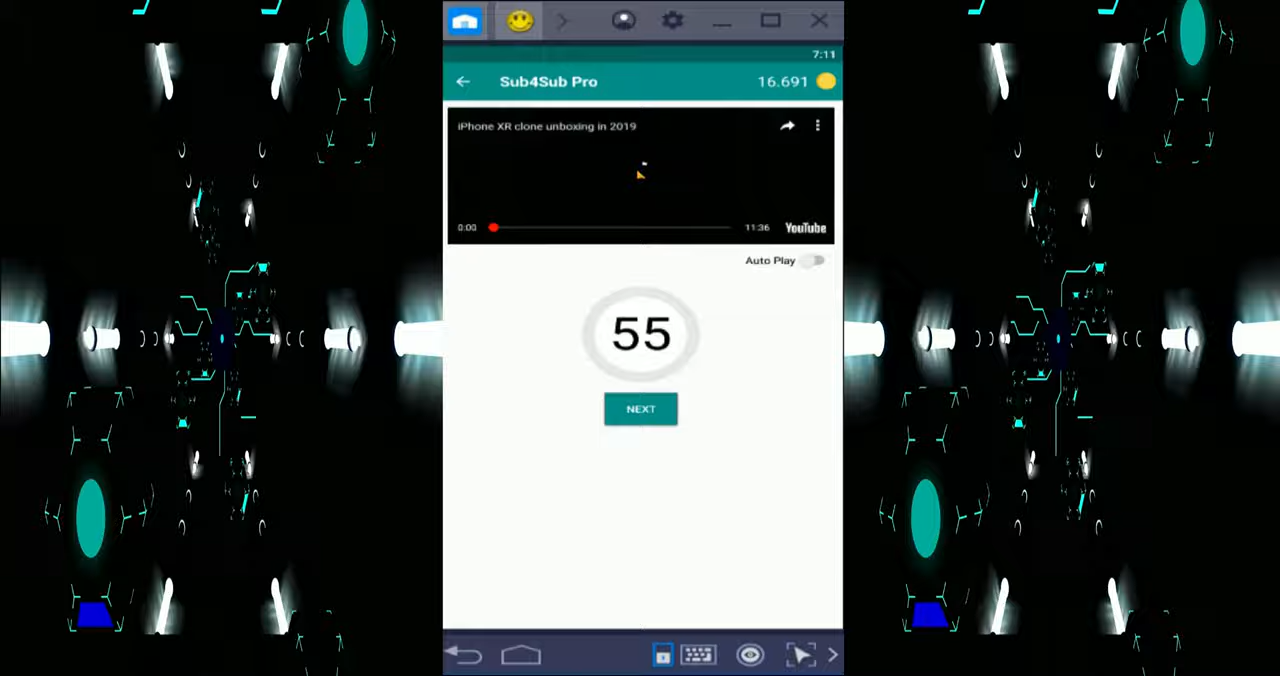 7:11
Sub4Sub Pro 16.691
iPhone XR clone unboxing in 2019
0:00 11:36 YouTube
Auto Play
55
NEXT